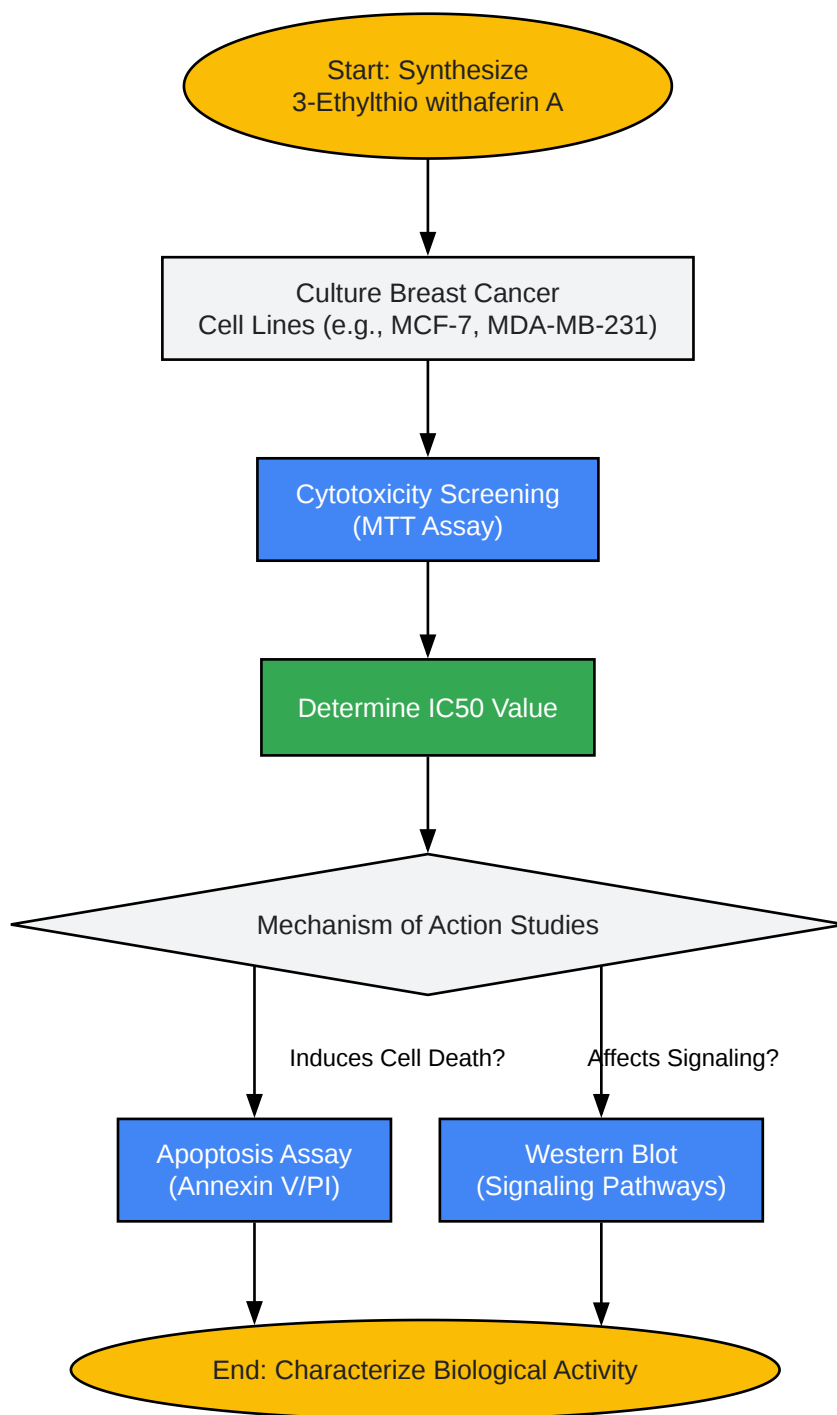 Start: Synthesize
3-Ethylthio withaferin A
Culture Breast Cancer
Cell Lines (e.g., MCF-7, MDA-MB-231)
Cytotoxicity Screening
(MTT Assay)
Determine IC50 Value
Mechanism of Action Studies
Induces Cell Death?
Affects Signaling?
Apoptosis Assay
(Annexin V/PI)
Western Blot
(Signaling Pathways)
End: Characterize Biological Activity